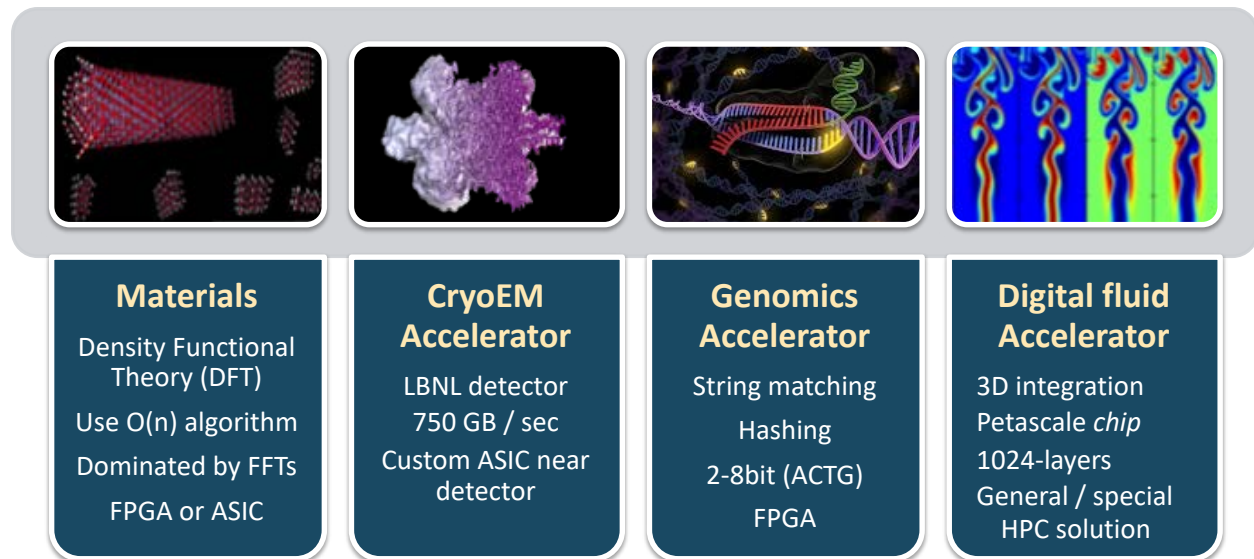 Materials
Density Functional
Theory (DFT)
Use O(n) algorithm
Dominated by FFTs
FPGA or ASIC
CryoEM
Accelerator
LBNL detector
750 GB / sec
Custom ASIC near
detector
Genomics
Accelerator
String matching
Hashing
2-8bit (ACTG)
FPGA
Digital fluid
Accelerator
3D integration
Petascale chip
1024-layers
General / special
HPC solution